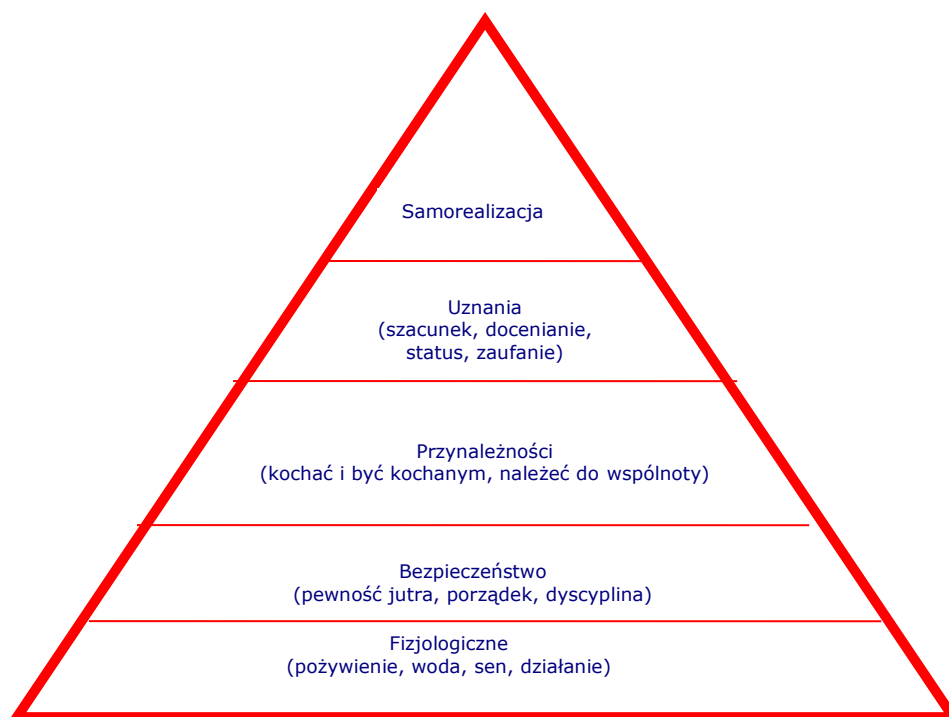 Samorealizacja
Uznania
(szacunek, docenianie,
status, zaufanie)
Przynależności
(kochać i być kochanym, należeć do wspólnoty)
Bezpieczeństwo
(pewność jutra, porządek, dyscyplina)
Fizjologiczne
(pożywienie, woda, sen, działanie)